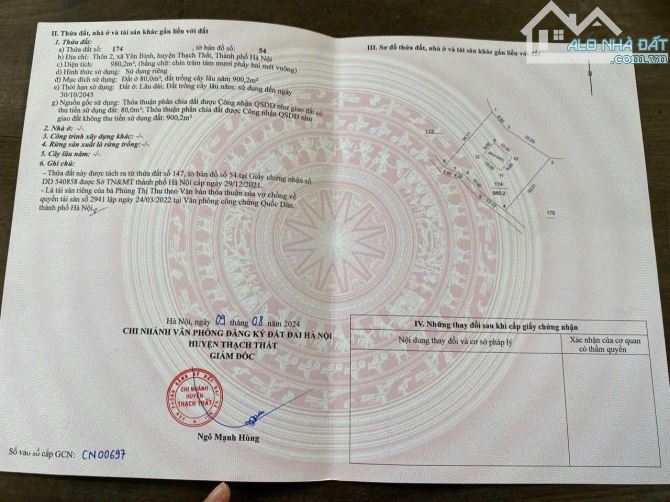 II. Thửa đất, nhà ở và tài sản khác gắn liền với đất
1. Thửa đất:
a) Thửa đất số: 174 , tờ bản đồ số: 54
b) Địa chỉ: Thôn 2, xã Yên Bình, huyện Thạch Thất, Thành phố Hà Nội
c) Diện tích: 980,2m², (bằng chữ: chín trăm tám mươi phẩy hai mét vuông)
d) Hình thức sử dụng: Sử dụng riêng
đ) Mục đích sử dụng: Đất ở 80,0m²; đất trồng cây lâu năm 900,2m²
e) Thời hạn sử dụng: Đất ở: Lâu dài; Đất trồng cây lâu năm: sử dụng đến ngày
30/10/2045
g) Nguồn gốc sử dụng: Thỏa thuận phân chia đất được Công nhận QSDĐ như giao đất có
thu tiền sử dụng đất: 80,0m²; Thỏa thuận phân chia đất được Công nhận QSDĐ như
giao đất không thu tiền sử dụng đất: 900,2m²
2. Nhà ở: -/-
3. Công trình xây dựng khác: -/-
4. Rừng sản xuất là rừng trồng: -/-
5. Cây lâu năm: -/-
6. Ghi chú:
- Thửa đất này được tách ra từ thửa đất số 147, tờ bản đồ số 54 tại Giấy chứng nhận số
DD 540858 được Sở TN&MT thành phố Hà Nội cấp ngày 29/12/2021.
- Là tài sản riêng của bà Phùng Thị Thu theo Văn bản thỏa thuận của vợ chồng về
quyền tài sản số 2941 lập ngày 24/03/2022 tại Văn phòng công chứng Quốc Dân,
thành phố Hà Nội.
Hà Nội, ngày 09 tháng 08 năm 2024
CHI NHÁNH VĂN PHÒNG ĐĂNG KÝ ĐẤT ĐAI HÀ NỘI
HUYỆN THẠCH THẤT
GIÁM ĐỐC
CHI NHÁNH
HUYỆN
THẠCH THẤT
Ngô Mạnh Hùng
Số vào sổ cấp GCN: CN00697
ALO NHÀ ĐẤT
III. Sơ đồ thửa đất, nhà ở và tài sản khác gắn liền với đất
B
173
174
980.2
175
IV. Những thay đổi sau khi cấp giấy chứng nhận
Nội dung thay đổi và cơ sở pháp lý
Xác nhận của cơ quan
có thẩm quyền